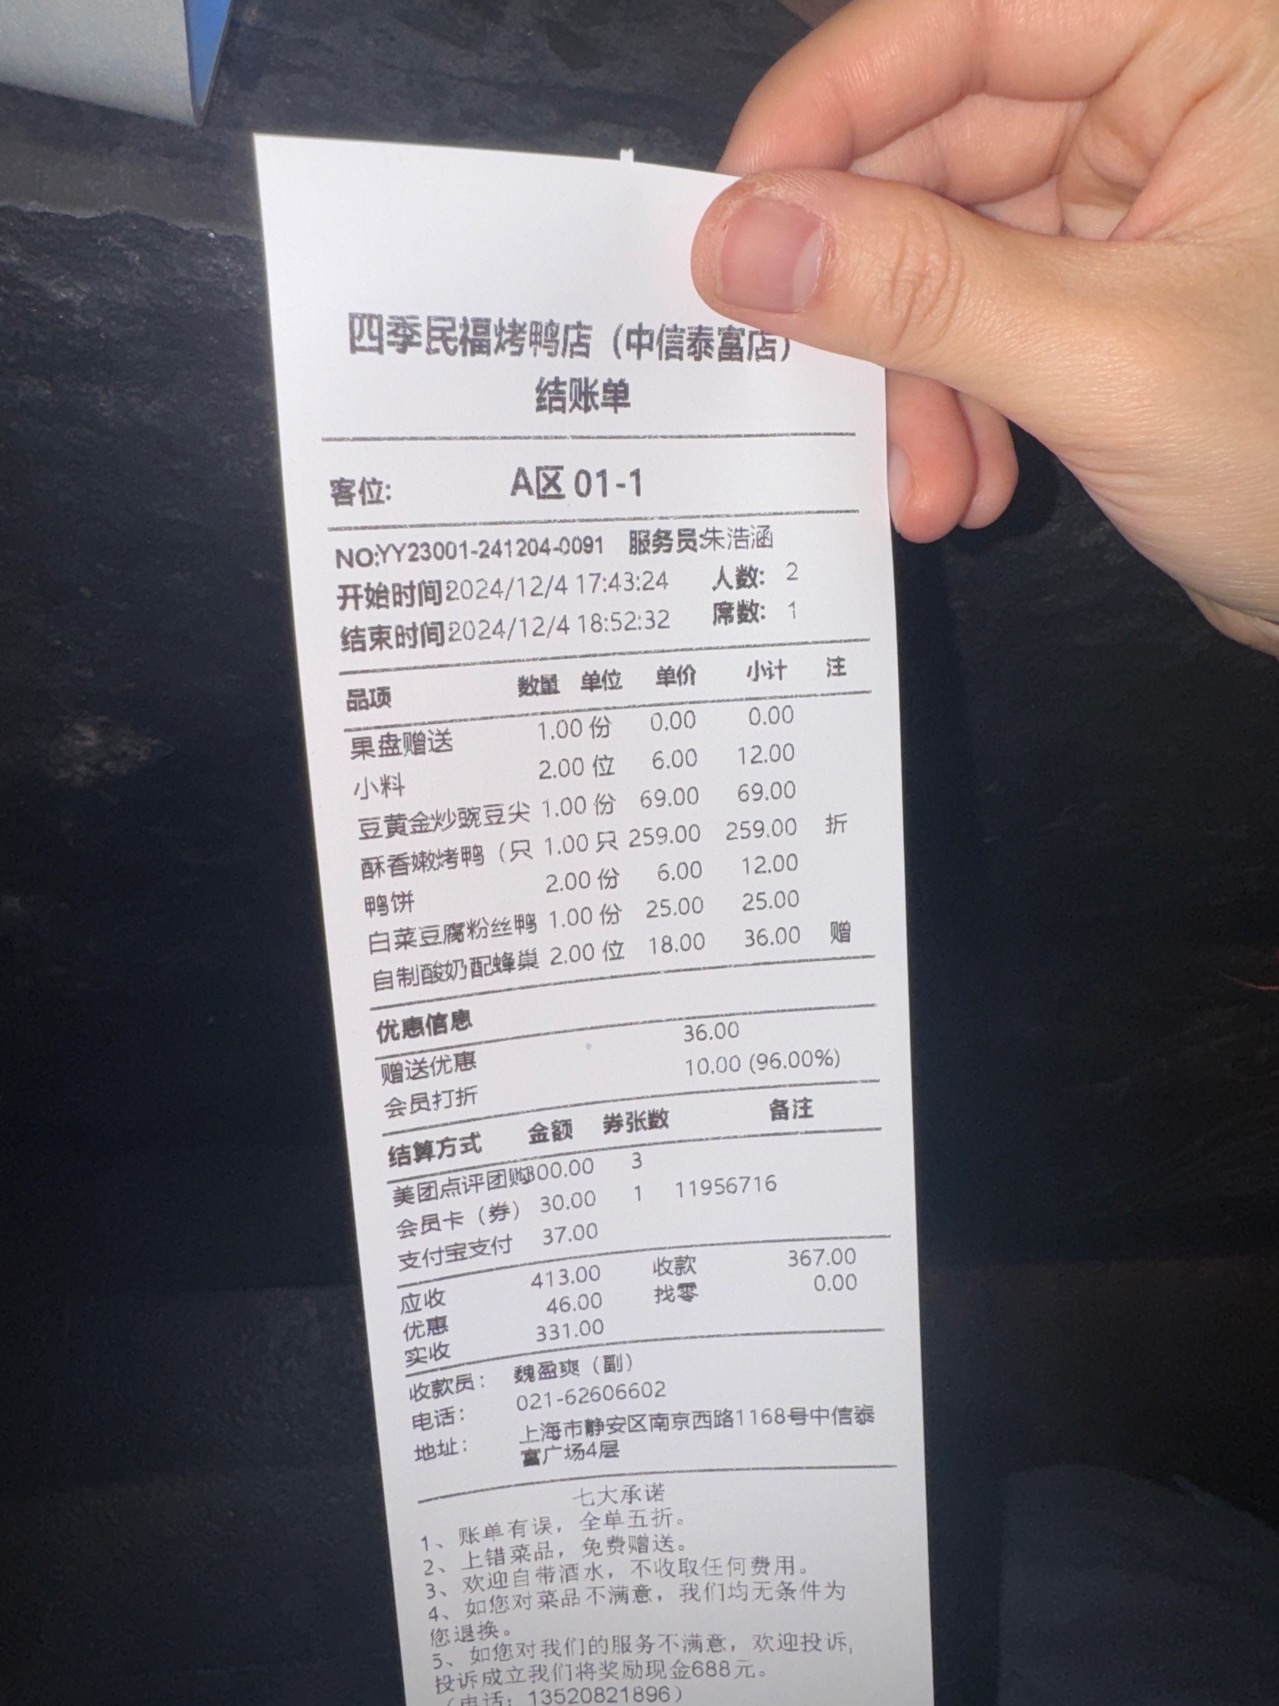 四季民福烤鸭店（中信泰富店）
结账单
客位: A区 01-1
NO:YY23001-241204-0091 服务员:朱浩涵
开始时间2024/12/4 17:43:24 人数: 2
结束时间2024/12/4 18:52:32 席数: 1
品项 数量 单位 单价 小计 注
果盘赠送 1.00 份 0.00 0.00
小料 2.00 位 6.00 12.00
豆黄金炒豌豆尖 1.00 份 69.00 69.00
酥香嫩烤鸭（只 1.00 只 259.00 259.00 折
鸭饼 2.00 份 6.00 12.00
白菜豆腐粉丝鸭 1.00 份 25.00 25.00
自制酸奶配蜂巢 2.00 位 18.00 36.00 赠
优惠信息
赠送优惠 36.00
会员打折 10.00 (96.00%)
结算方式 金额 券张数 备注
美团点评团购300.00 3
会员卡（券） 30.00 1 11956716
支付宝支付 37.00
应收 413.00 收款 367.00
优惠 46.00 找零 0.00
实收 331.00
收款员: 魏盈爽（副）
电话: 021-62606602
地址: 上海市静安区南京西路1168号中信泰
富广场4层
七大承诺
1、账单有误，全单五折。
2、上错菜品，免费赠送。
3、欢迎自带酒水，不收取任何费用。
4、如您对菜品不满意，我们均无条件为
您退换。
5、如您对我们的服务不满意，欢迎投诉，
投诉成立我们将奖励现金688元。
（电话：13520821896）